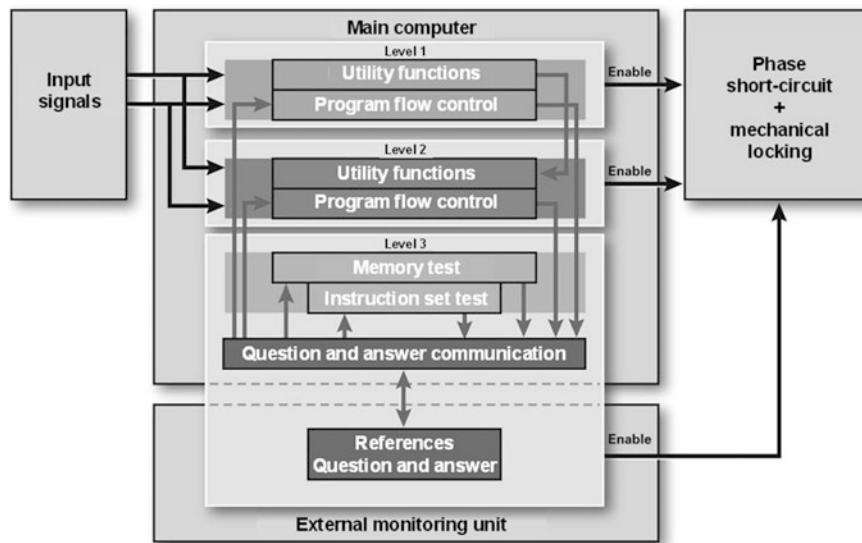 Main computer
Input
signals
Level 1
Utility functions
Program flow control
Enable
Phase
short-circuit
+
mechanical
locking
Level 2
Utility functions
Program flow control
Enable
Level 3
Memory test
Instruction set test
Question and answer communication
References
Question and answer
Enable
External monitoring unit